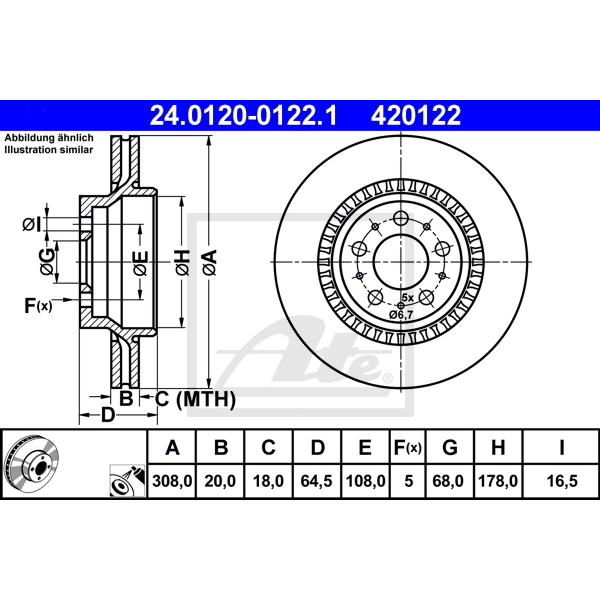 24.0120-0122.1 420122
Abbildung ähnlich
Illustration similar
ØI
ØG
ØE
ØH
ØA
F(x)
B
C (MTH)
D
5x
Ø6,7
Ate
A B C D E F(x) G H I
308,0 20,0 18,0 64,5 108,0 5 68,0 178,0 16,5